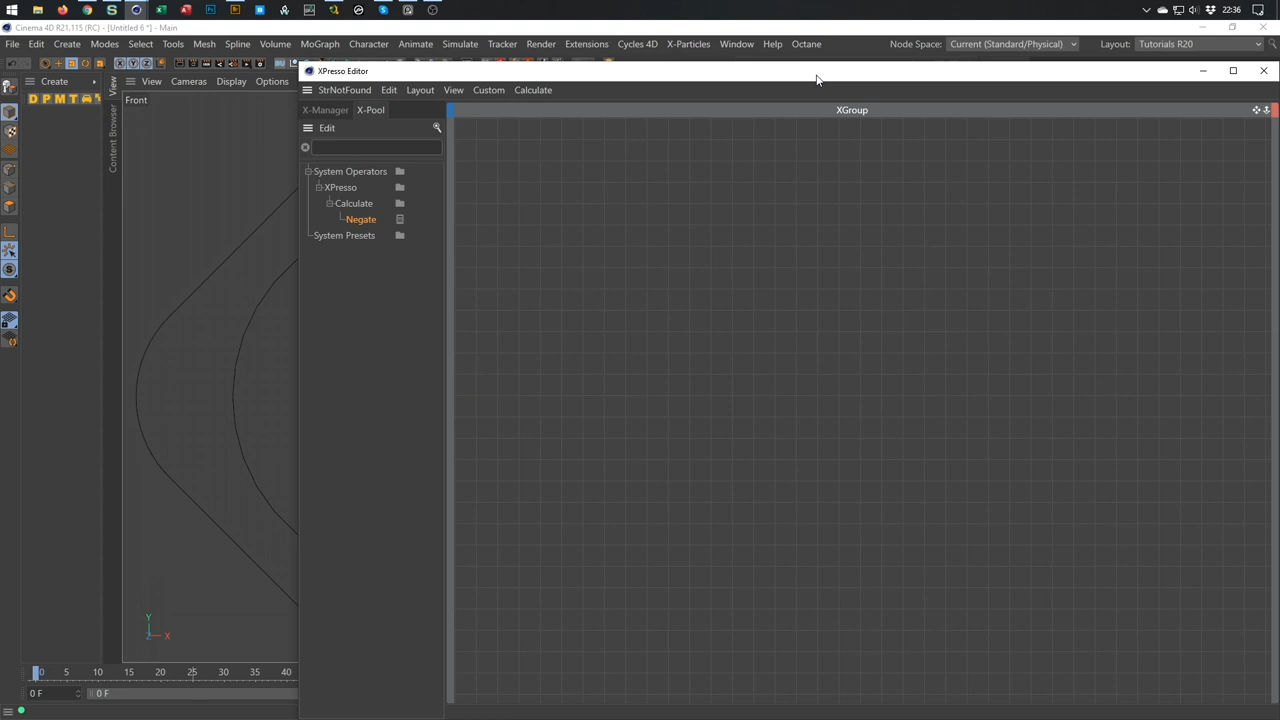 22:36
Cinema 4D R21.115 (RC) - [Untitled 6 *] - Main
File Edit Create Modes Select Tools Mesh Spline Volume MoGraph Character Animate Simulate Tracker Render Extensions Cycles 4D X-Particles Window Help Octane Node Space: Current (Standard/Physical) Layout: Tutorials R20
XPresso Editor
Create View Cameras Display Options
StrNotFound Edit Layout View Custom Calculate
D P M T
Front
View
Content Browser
X-Manager X-Pool XGroup
Edit
System Operators
XPresso
Calculate
Negate
System Presets
Y
Z X
0 5 10 15 20 25 30 35 40
0 F 0 F